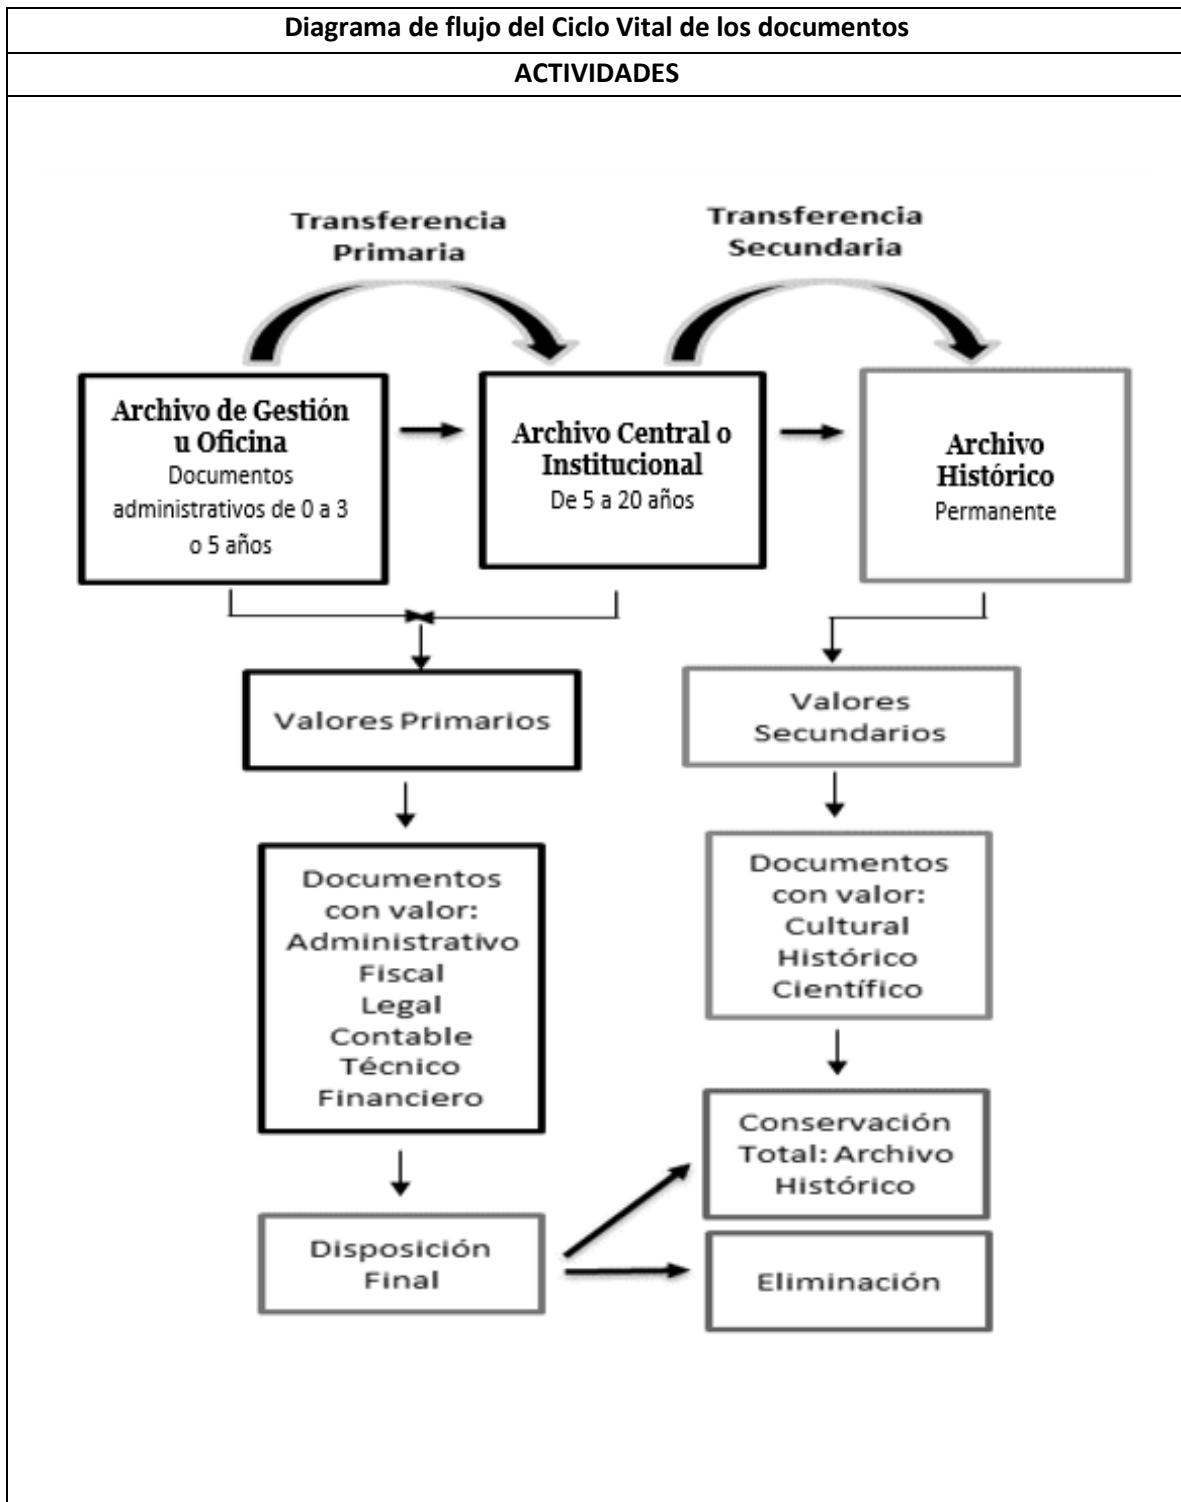 Diagrama de flujo del Ciclo Vital de los documentos
ACTIVIDADES
Transferencia
Primaria
Transferencia
Secundaria
Archivo de Gestión
u Oficina
Documentos
administrativos de 0 a 3
o 5 años
Archivo Central o
Institucional
De 5 a 20 años
Archivo
Histórico
Permanente
Valores Primarios
Valores
Secundarios
Documentos
con valor:
Administrativo
Fiscal
Legal
Contable
Técnico
Financiero
Documentos
con valor:
Cultural
Histórico
Científico
Conservación
Total: Archivo
Histórico
Disposición
Final
Eliminación